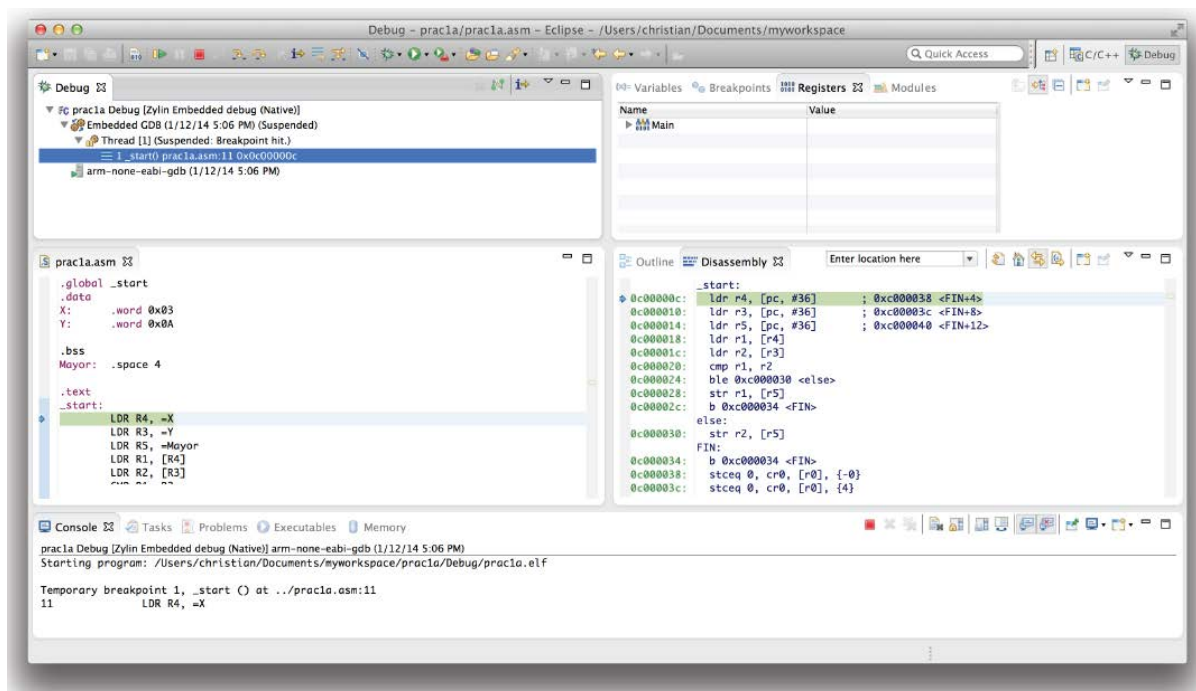 Debug – prac1a/prac1a.asm – Eclipse – /Users/christian/Documents/myworkspace
Quick Access
C/C++
Debug
Debug
prac1a Debug [Zylin Embedded debug (Native)]
Embedded GDB (1/12/14 5:06 PM) (Suspended)
Thread [1] (Suspended: Breakpoint hit.)
1 _start() prac1a.asm:11 0x0c00000c
arm-none-eabi-gdb (1/12/14 5:06 PM)
Variables
Breakpoints
Registers
Modules
Name Value
Main
prac1a.asm
.global _start
.data
X: .word 0x03
Y: .word 0x0A
.bss
Mayor: .space 4
.text
_start:
LDR R4, =X
LDR R3, =Y
LDR R5, =Mayor
LDR R1, [R4]
LDR R2, [R3]
Outline
Disassembly
Enter location here
_start:
0c00000c: ldr r4, [pc, #36] ; 0xc000038 <FIN+4>
0c000010: ldr r3, [pc, #36] ; 0xc00003c <FIN+8>
0c000014: ldr r5, [pc, #36] ; 0xc000040 <FIN+12>
0c000018: ldr r1, [r4]
0c00001c: ldr r2, [r3]
0c000020: cmp r1, r2
0c000024: ble 0xc000030 <else>
0c000028: str r1, [r5]
0c00002c: b 0xc000034 <FIN>
else:
0c000030: str r2, [r5]
FIN:
0c000034: b 0xc000034 <FIN>
0c000038: stceq 0, cr0, [r0], {-0}
0c00003c: stceq 0, cr0, [r0], {4}
Console
Tasks
Problems
Executables
Memory
prac1a Debug [Zylin Embedded debug (Native)] arm-none-eabi-gdb (1/12/14 5:06 PM)
Starting program: /Users/christian/Documents/myworkspace/prac1a/Debug/prac1a.elf
Temporary breakpoint 1, _start () at ../prac1a.asm:11
11 LDR R4, =X